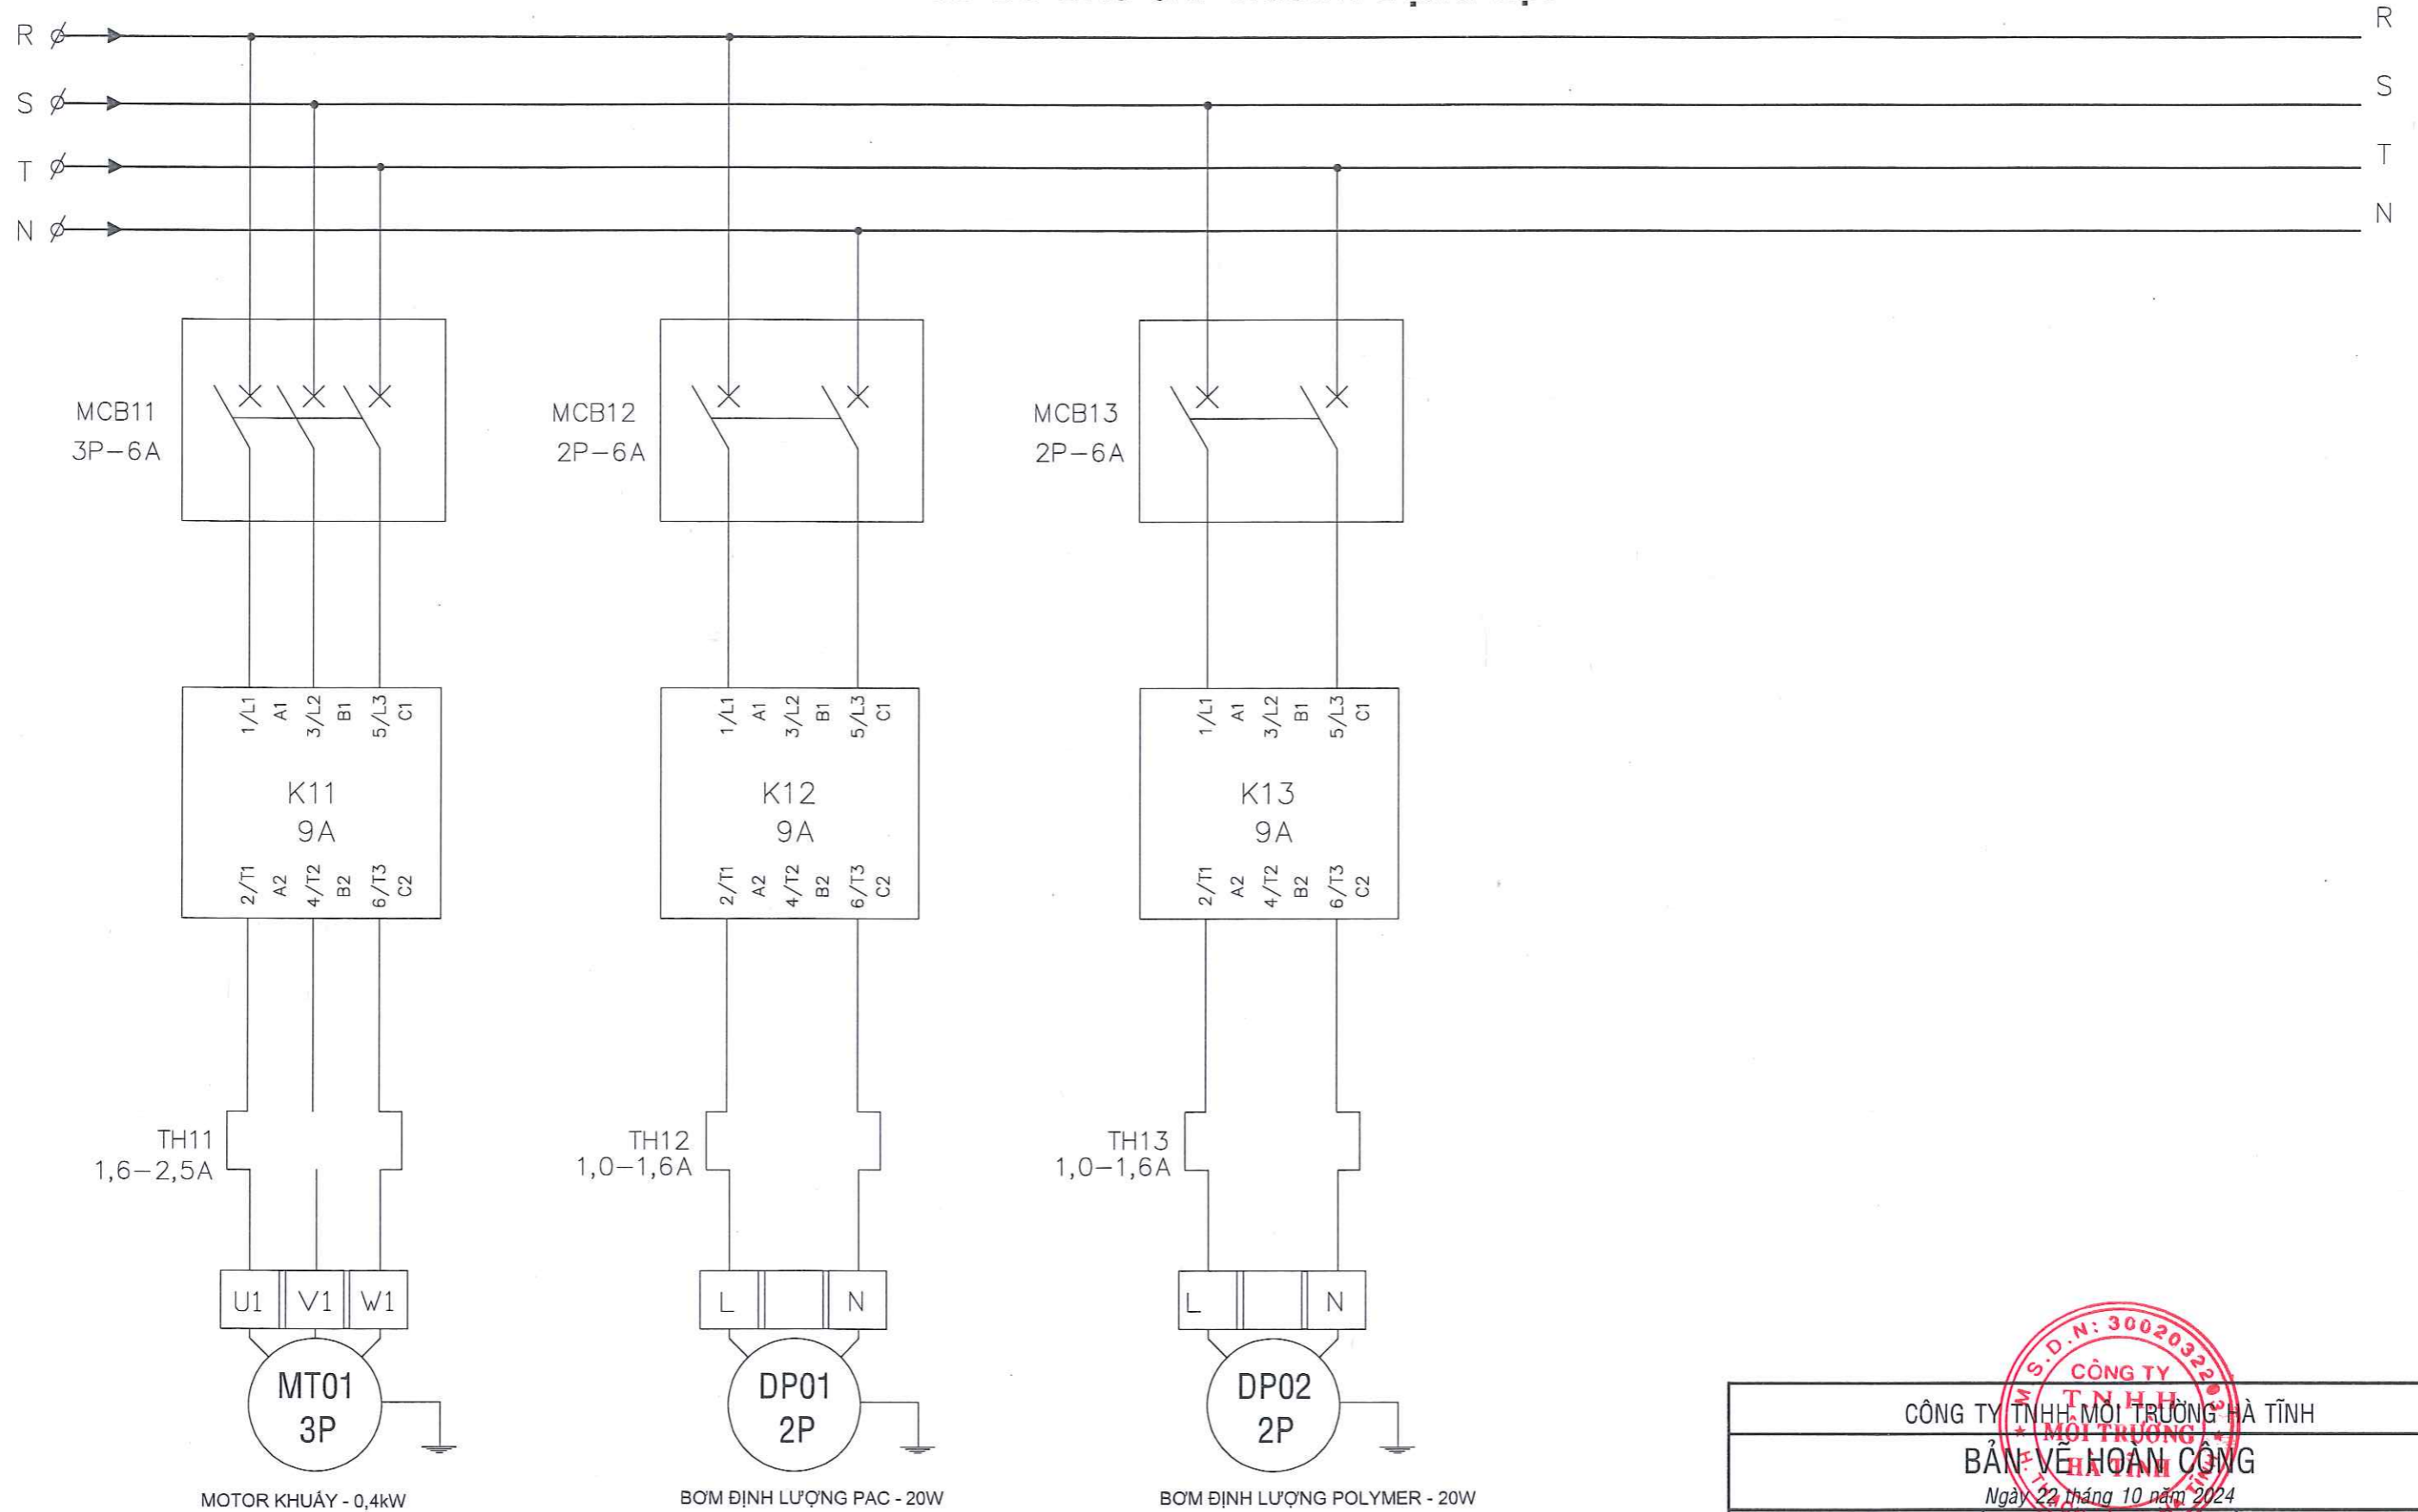 R R
S S
T T
N N
MCB11
3P-6A
MCB12
2P-6A
MCB13
2P-6A
1/L1 A1 3/L2 B1 5/L3 C1
K11
9A
2/T1 A2 4/T2 B2 6/T3 C2
1/L1 A1 3/L2 B1 5/L3 C1
K12
9A
2/T1 A2 4/T2 B2 6/T3 C2
1/L1 A1 3/L2 B1 5/L3 C1
K13
9A
2/T1 A2 4/T2 B2 6/T3 C2
TH11
1,6-2,5A
TH12
1,0-1,6A
TH13
1,0-1,6A
U1 V1 W1
L N
L N
MT01
3P
DP01
2P
DP02
2P
MOTOR KHUẤY - 0,4kW
BƠM ĐỊNH LƯỢNG PAC - 20W
BƠM ĐỊNH LƯỢNG POLYMER - 20W
M.S.D.N: 3002032203
CÔNG TY
T.N.H.H
MÔI TRƯỜNG
HÀ TĨNH
CÔNG TY TNHH MÔI TRƯỜNG HÀ TĨNH
BẢN VẼ HOÀN CÔNG
Ngày 22 tháng 10 năm 2024